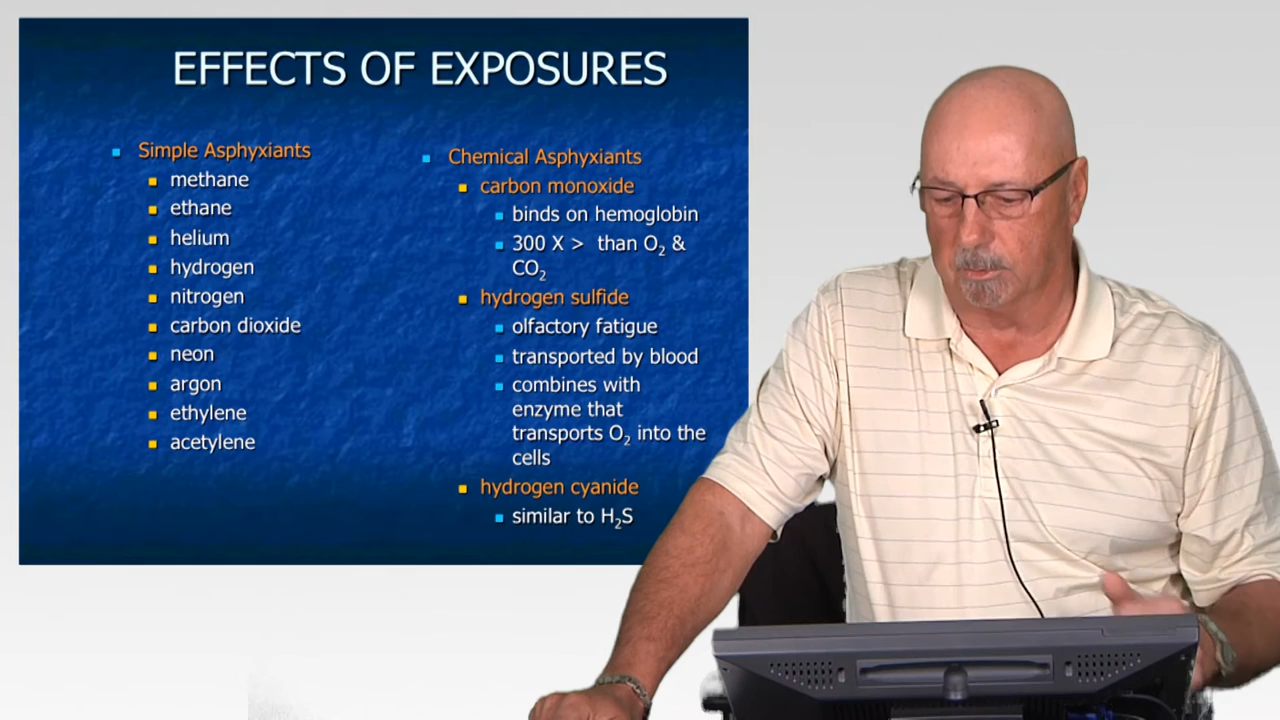 EFFECTS OF EXPOSURES
Simple Asphyxiants
methane
ethane
helium
hydrogen
nitrogen
carbon dioxide
neon
argon
ethylene
acetylene
Chemical Asphyxiants
carbon monoxide
binds on hemoglobin
300 X > than O₂ &
CO₂
hydrogen sulfide
olfactory fatigue
transported by blood
combines with
enzyme that
transports O₂ into the
cells
hydrogen cyanide
similar to H₂S